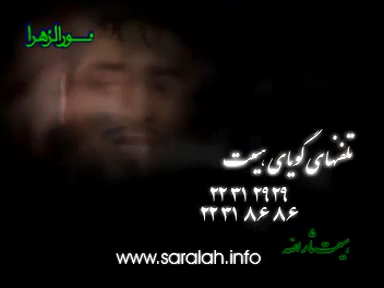 نورالزهرا
تلفنهای گویای هیئت
۲۲۳۱ ۲۹۲۹
۲۲۳۱ ۸۶۸۶
هیئت ثارالله
www.saralah.info